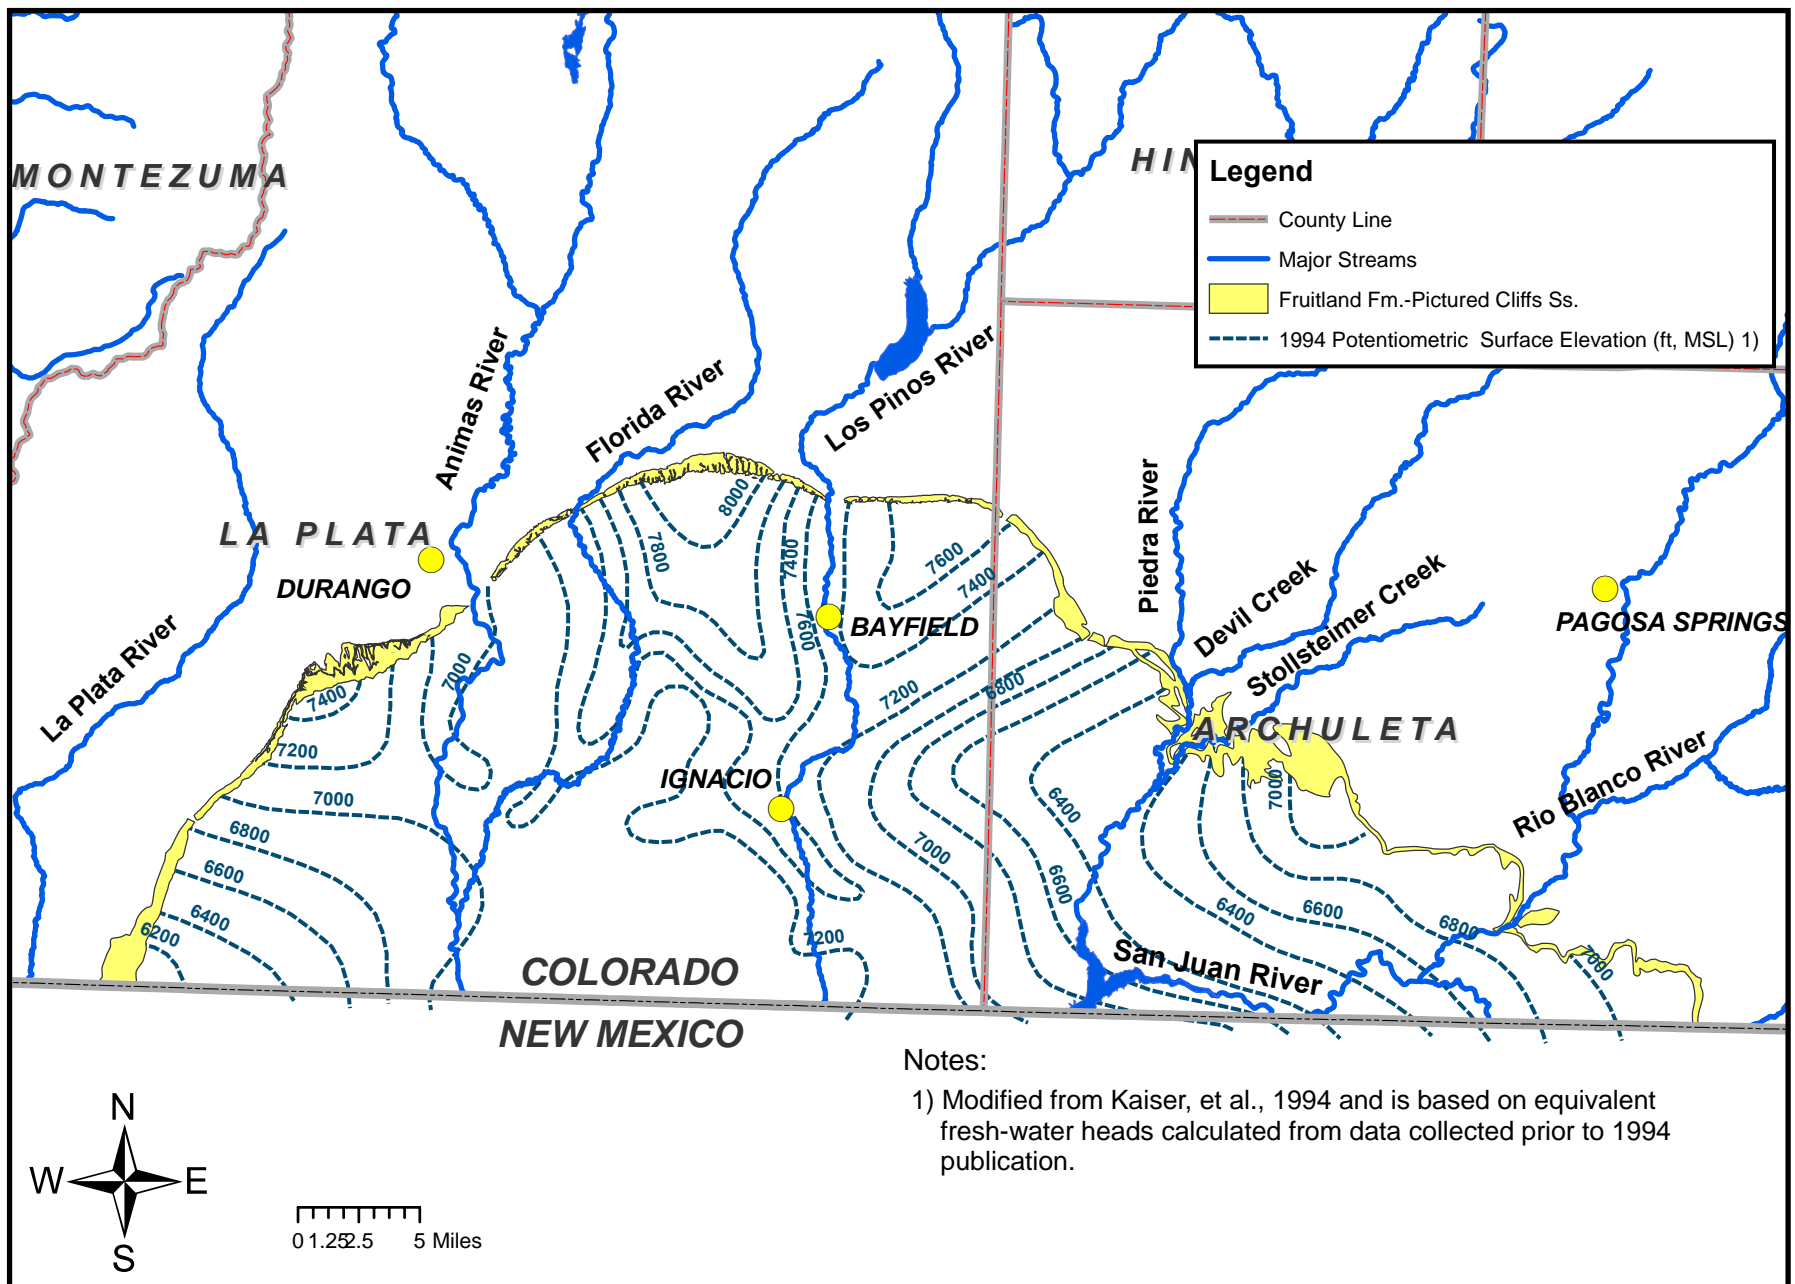 MONTEZUMA
HIN
Legend
County Line
Major Streams
Fruitland Fm.-Pictured Cliffs Ss.
1994 Potentiometric Surface Elevation (ft, MSL) 1)
Animas River
Florida River
Los Pinos River
LA PLATA
DURANGO
La Plata River
Piedra River
Devil Creek
Stollsteimer Creek
PAGOSA SPRINGS
BAYFIELD
ARCHULETA
IGNACIO
Rio Blanco River
San Juan River
8000
7800
7400
7600
7600
7400
7200
6800
7000
7400
7200
7000
6800
6600
6400
6200
7000
6600
6400
7200
7000
6400
6600
6800
7000
COLORADO
NEW MEXICO
Notes:
1) Modified from Kaiser, et al., 1994 and is based on equivalent
fresh-water heads calculated from data collected prior to 1994
publication.
N
W E
S
0 1.25 2.5 5 Miles